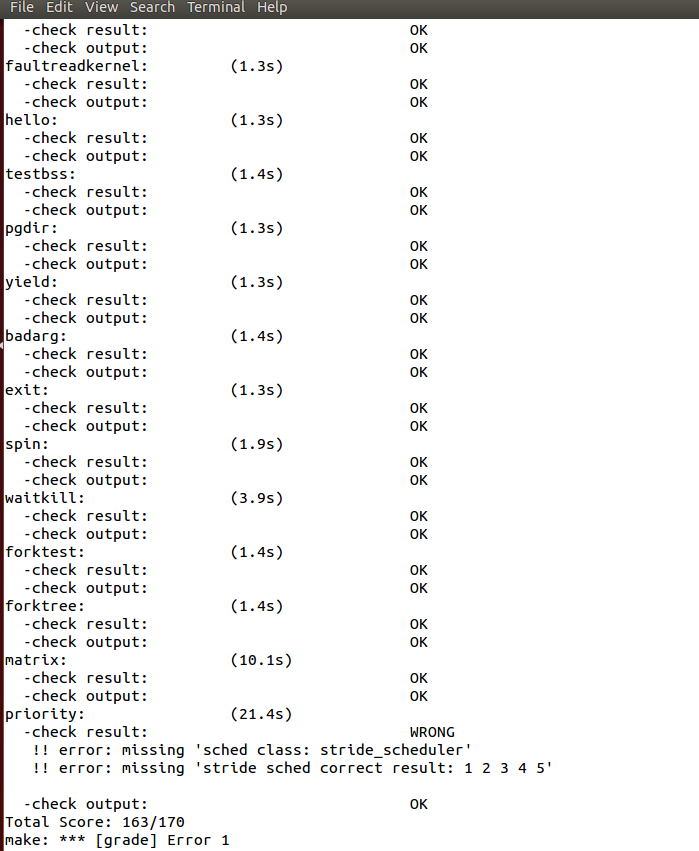 File Edit View Search Terminal Help
-check result: OK
-check output: OK
faultreadkernel: (1.3s)
-check result: OK
-check output: OK
hello: (1.3s)
-check result: OK
-check output: OK
testbss: (1.4s)
-check result: OK
-check output: OK
pgdir: (1.3s)
-check result: OK
-check output: OK
yield: (1.3s)
-check result: OK
-check output: OK
badarg: (1.4s)
-check result: OK
-check output: OK
exit: (1.3s)
-check result: OK
-check output: OK
spin: (1.9s)
-check result: OK
-check output: OK
waitkill: (3.9s)
-check result: OK
-check output: OK
forktest: (1.4s)
-check result: OK
-check output: OK
forktree: (1.4s)
-check result: OK
-check output: OK
matrix: (10.1s)
-check result: OK
-check output: OK
priority: (21.4s)
-check result: WRONG
!! error: missing 'sched class: stride_scheduler'
!! error: missing 'stride sched correct result: 1 2 3 4 5'
-check output: OK
Total Score: 163/170
make: *** [grade] Error 1